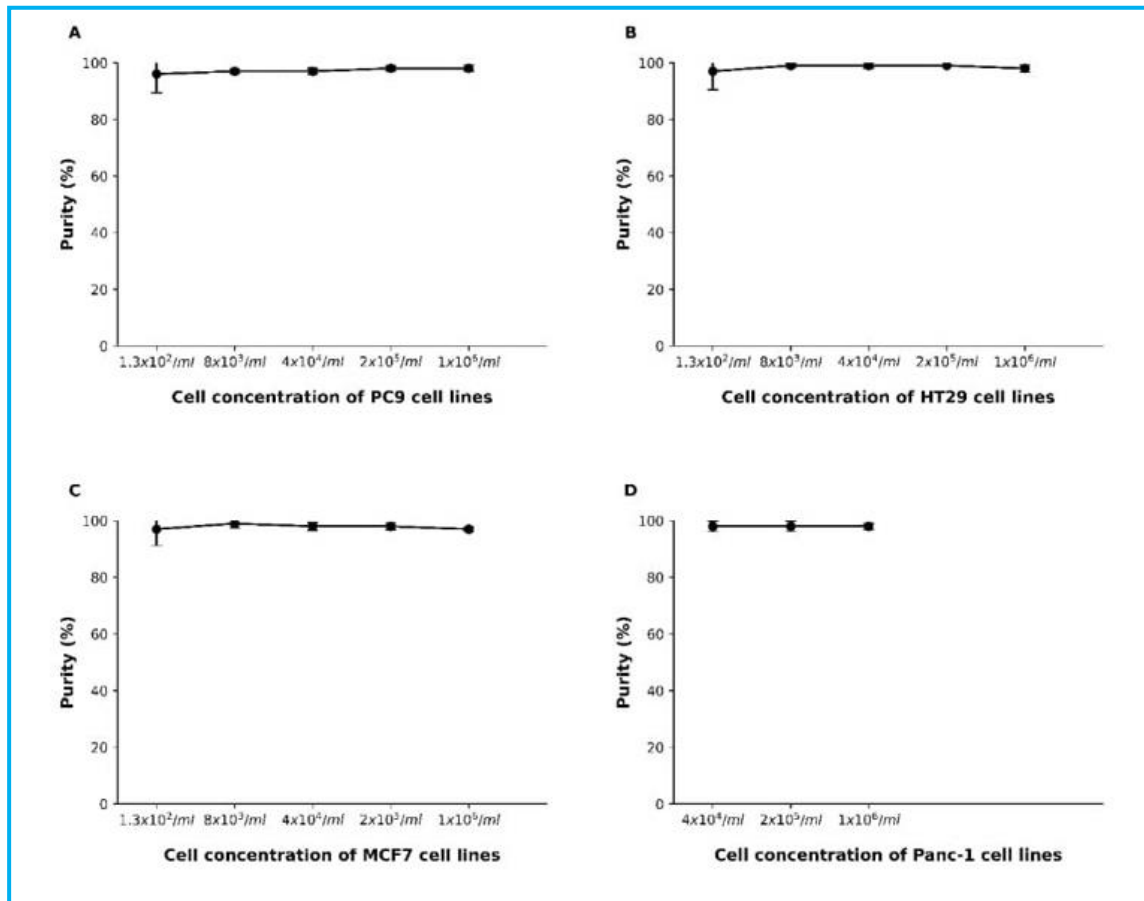 A
100
80
60
40
20
0
Purity (%)
1.3x10²/ml 8x10³/ml 4x10⁴/ml 2x10⁵/ml 1x10⁶/ml
Cell concentration of PC9 cell lines
B
100
80
60
40
20
0
Purity (%)
1.3x10²/ml 8x10³/ml 4x10⁴/ml 2x10⁵/ml 1x10⁶/ml
Cell concentration of HT29 cell lines
C
100
80
60
40
20
0
Purity (%)
1.3x10²/ml 8x10³/ml 4x10⁴/ml 2x10⁵/ml 1x10⁶/ml
Cell concentration of MCF7 cell lines
D
100
80
60
40
20
0
Purity (%)
4x10⁴/ml 2x10⁵/ml 1x10⁶/ml
Cell concentration of Panc-1 cell lines